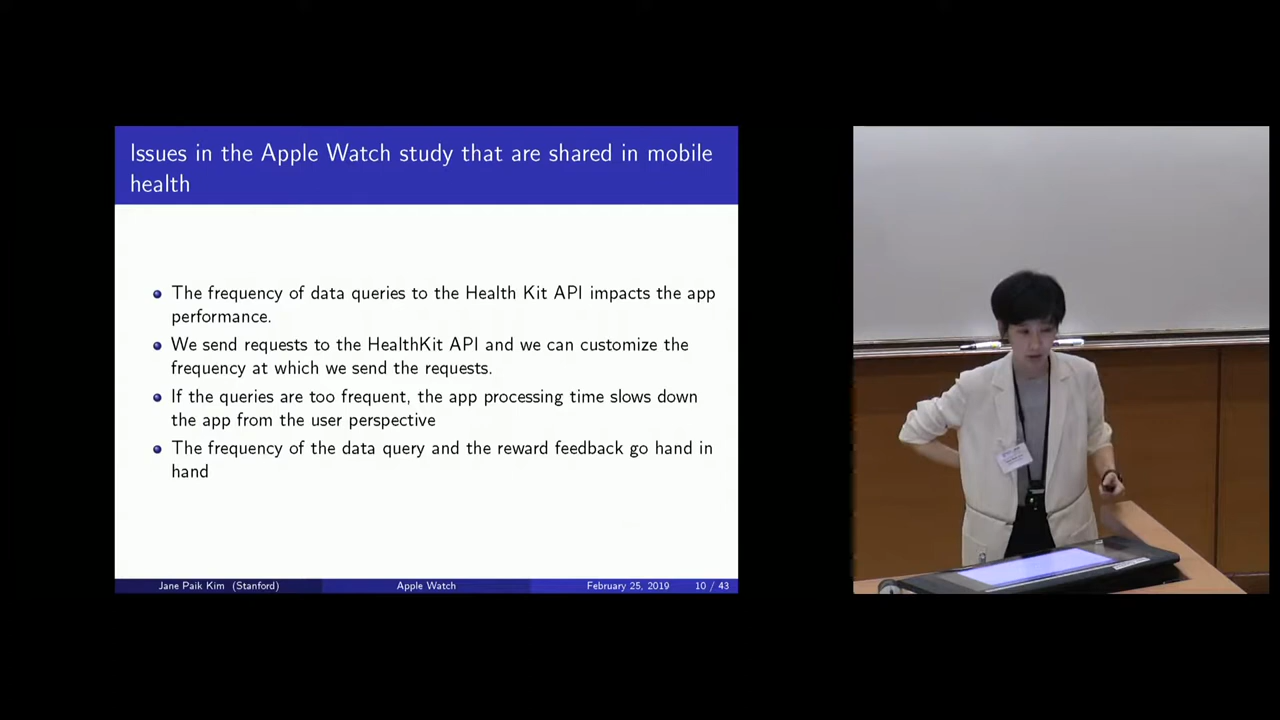 Issues in the Apple Watch study that are shared in mobile
health
The frequency of data queries to the Health Kit API impacts the app
performance.
We send requests to the HealthKit API and we can customize the
frequency at which we send the requests.
If the queries are too frequent, the app processing time slows down
the app from the user perspective
The frequency of the data query and the reward feedback go hand in
hand
Jane Paik Kim (Stanford) Apple Watch February 25, 2019 10 / 43